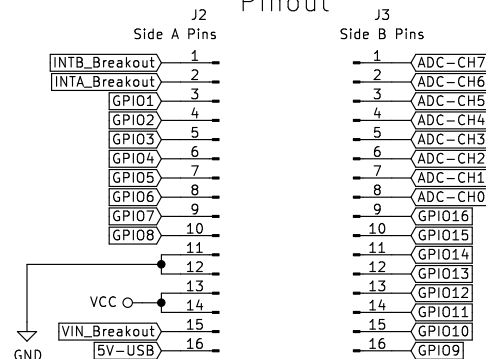 Pinout
J2
Side A Pins
INTB_Breakout 1
INTA_Breakout 2
GPIO1 3
GPIO2 4
GPIO3 5
GPIO4 6
GPIO5 7
GPIO6 8
GPIO7 9
GPIO8 10
11
12
13
VCC
14
VIN_Breakout 15
5V-USB 16
GND
J3
Side B Pins
1 ADC-CH7
2 ADC-CH6
3 ADC-CH5
4 ADC-CH4
5 ADC-CH3
6 ADC-CH2
7 ADC-CH1
8 ADC-CH0
9 GPIO16
10 GPIO15
11 GPIO14
12 GPIO13
13 GPIO12
14 GPIO11
15 GPIO10
16 GPIO9